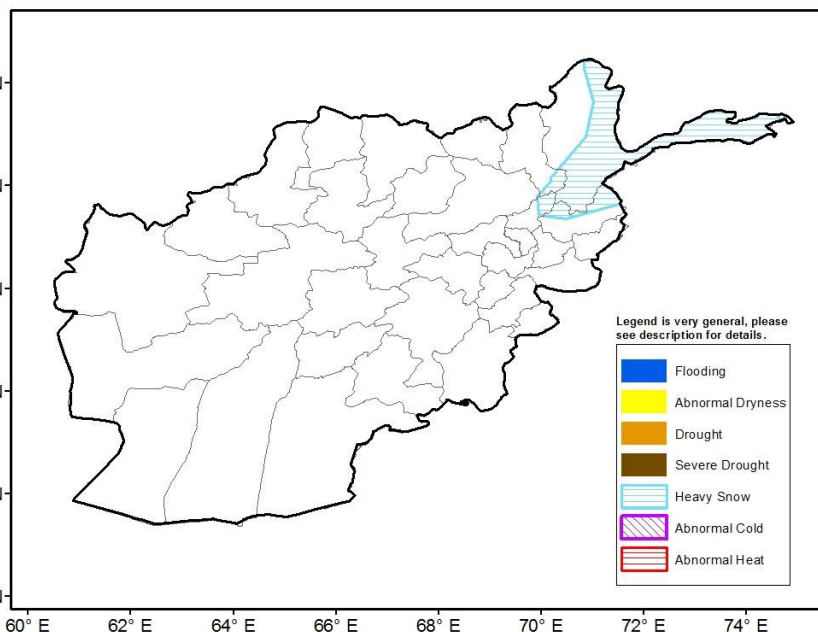 N
N
N
N
N
N
Legend is very general, please
see description for details.
Flooding
Abnormal Dryness
Drought
Severe Drought
Heavy Snow
Abnormal Cold
Abnormal Heat
60° E 62° E 64° E 66° E 68° E 70° E 72° E 74° E